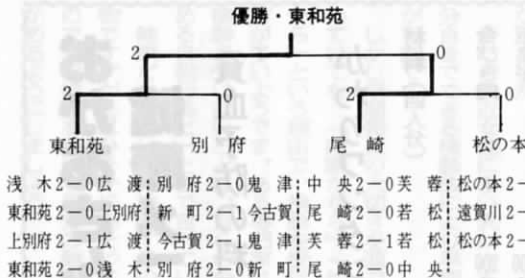 優勝・東和苑
2 0
2 0 2 0
東和苑 別府 尾崎 松の本
浅木2－0広渡 別府2－0鬼津 中央2－0芙蓉 松の本2－
東和苑2－0上別府 新町2－1今古賀 尾崎2－0若松 遠賀川2－
上別府2－1広渡 今古賀2－1鬼津 芙蓉2－1若松 松の本2－
東和苑2－0浅木 別府2－0新町 尾崎2－0中央